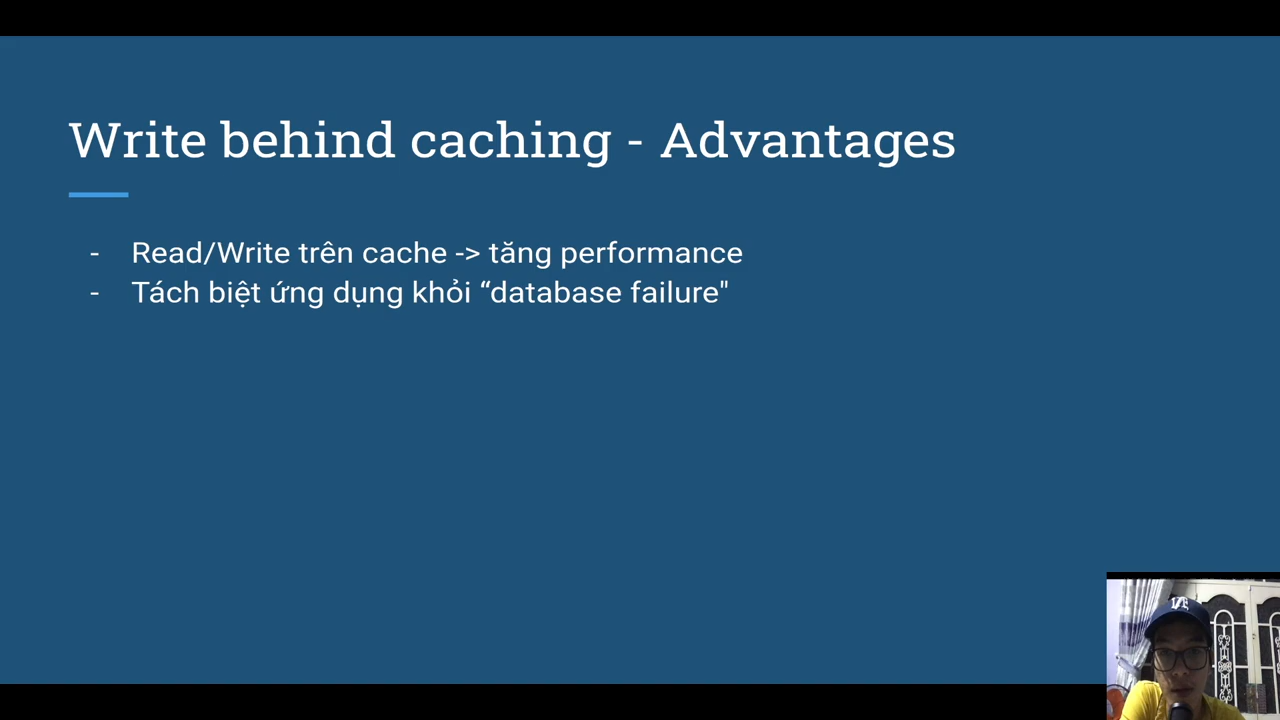 Write behind caching - Advantages
- Read/Write trên cache -> tăng performance
- Tách biệt ứng dụng khỏi “database failure"